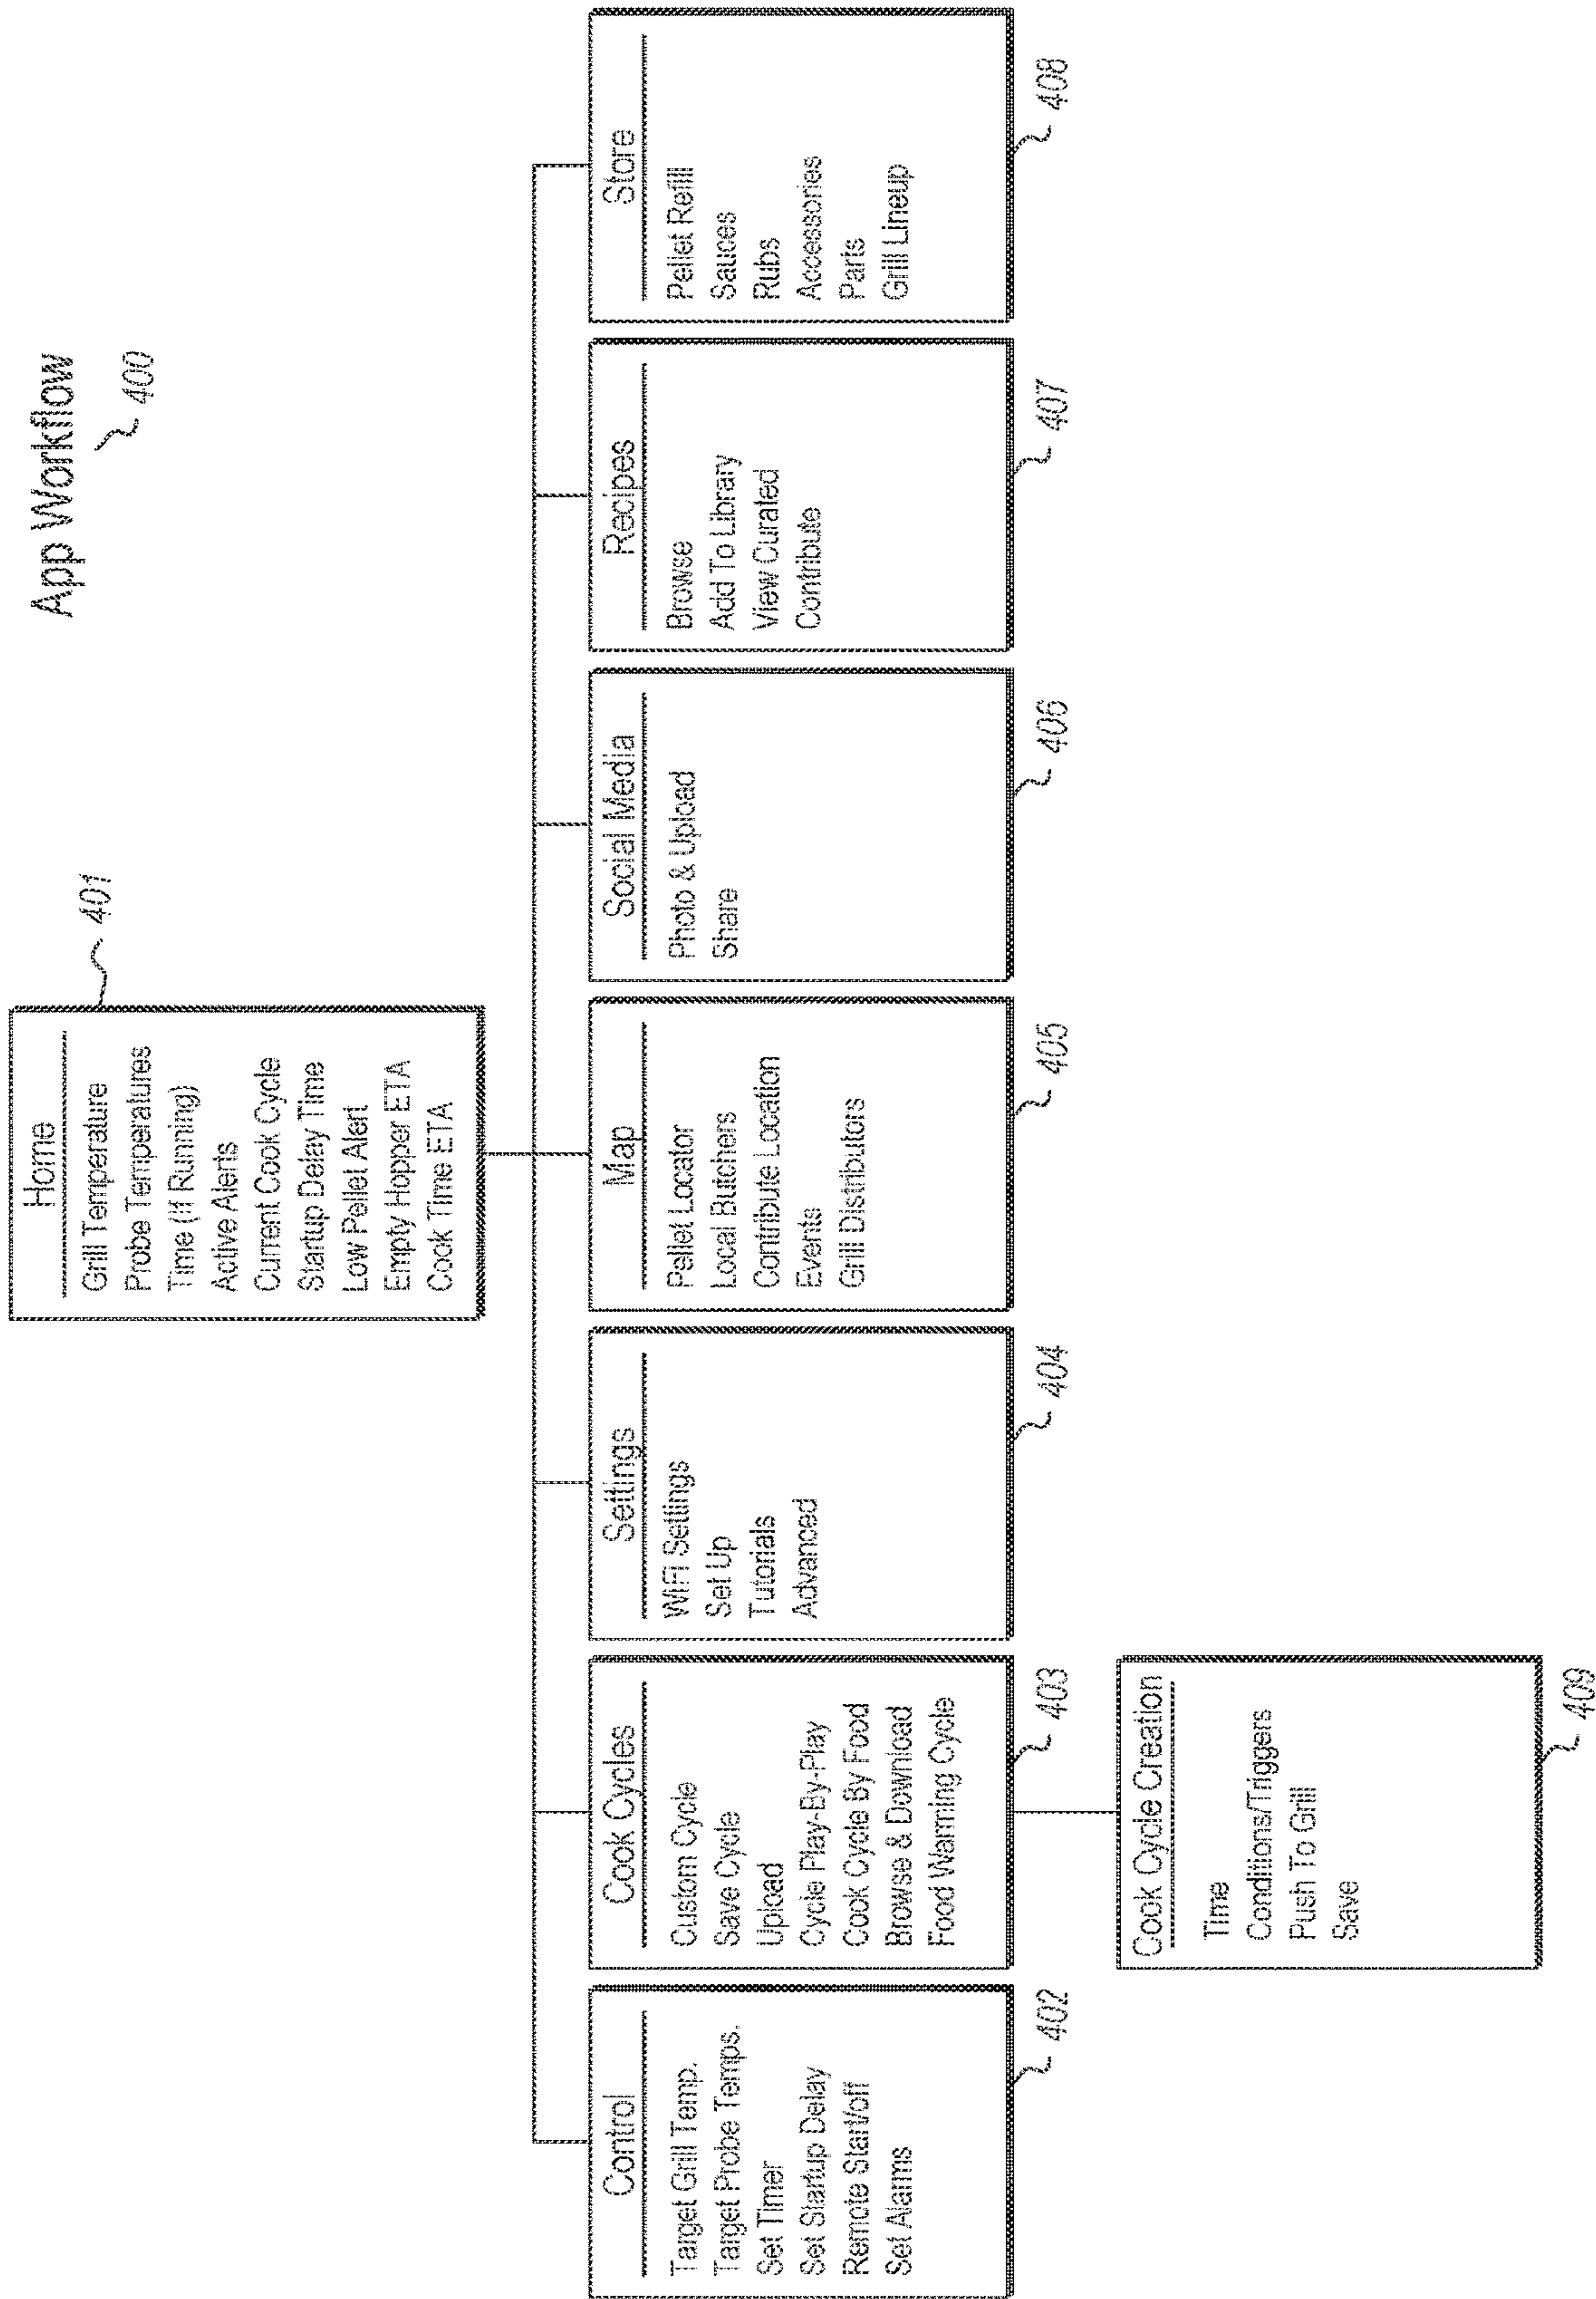 App Workflow
400
Home
Grill Temperature
Probe Temperatures
Time (If Running)
Active Alerts
Current Cook Cycle
Startup Delay Time
Low Pellet Alert
Empty Hopper ETA
Cook Time ETA
401
Control
Target Grill Temp.
Target Probe Temps.
Set Timer
Set Startup Delay
Remote Start/off
Set Alarms
402
Cook Cycles
Custom Cycle
Save Cycle
Upload
Cycle Play-By-Play
Cook Cycle By Food
Browse & Download
Food Warming Cycle
403
Settings
WiFi Settings
Set Up
Tutorials
Advanced
404
Map
Pellet Locator
Local Butchers
Contribute Location
Events
Grill Distributors
405
Social Media
Photo & Upload
Share
406
Recipes
Browse
Add To Library
View Curated
Contribute
407
Store
Pellet Refill
Sauces
Rubs
Accessories
Parts
Grill Lineup
408
Cook Cycle Creation
Time
Conditions/Triggers
Push To Grill
Save
409